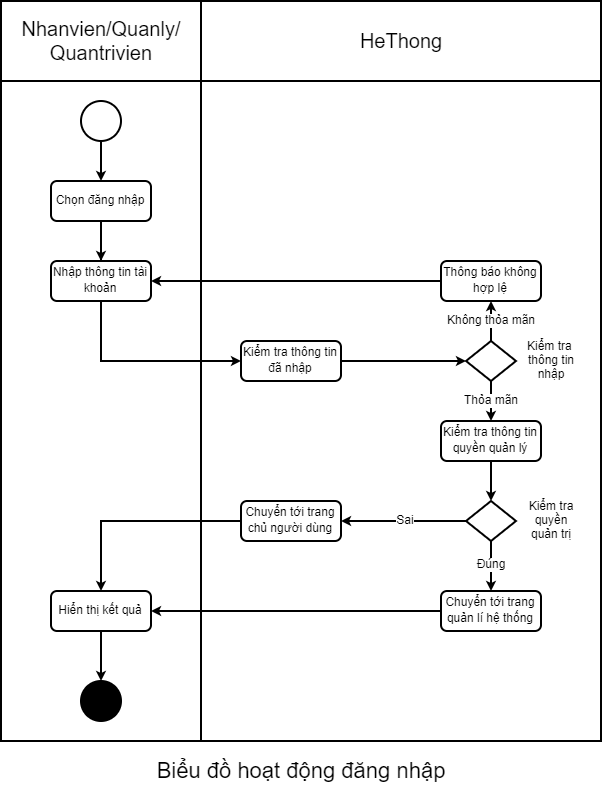 Nhanvien/Quanly/
Quantrivien
HeThong
Chọn đăng nhập
Nhập thông tin tài
khoản
Thông báo không
hợp lệ
Không thỏa mãn
Kiểm tra thông tin
đã nhập
Kiểm tra
thông tin
nhập
Thỏa mãn
Kiểm tra thông tin
quyền quản lý
Chuyển tới trang
chủ người dùng
Sai
Kiểm tra
quyền
quản trị
Đúng
Hiển thị kết quả
Chuyển tới trang
quản lí hệ thống
Biểu đồ hoạt động đăng nhập